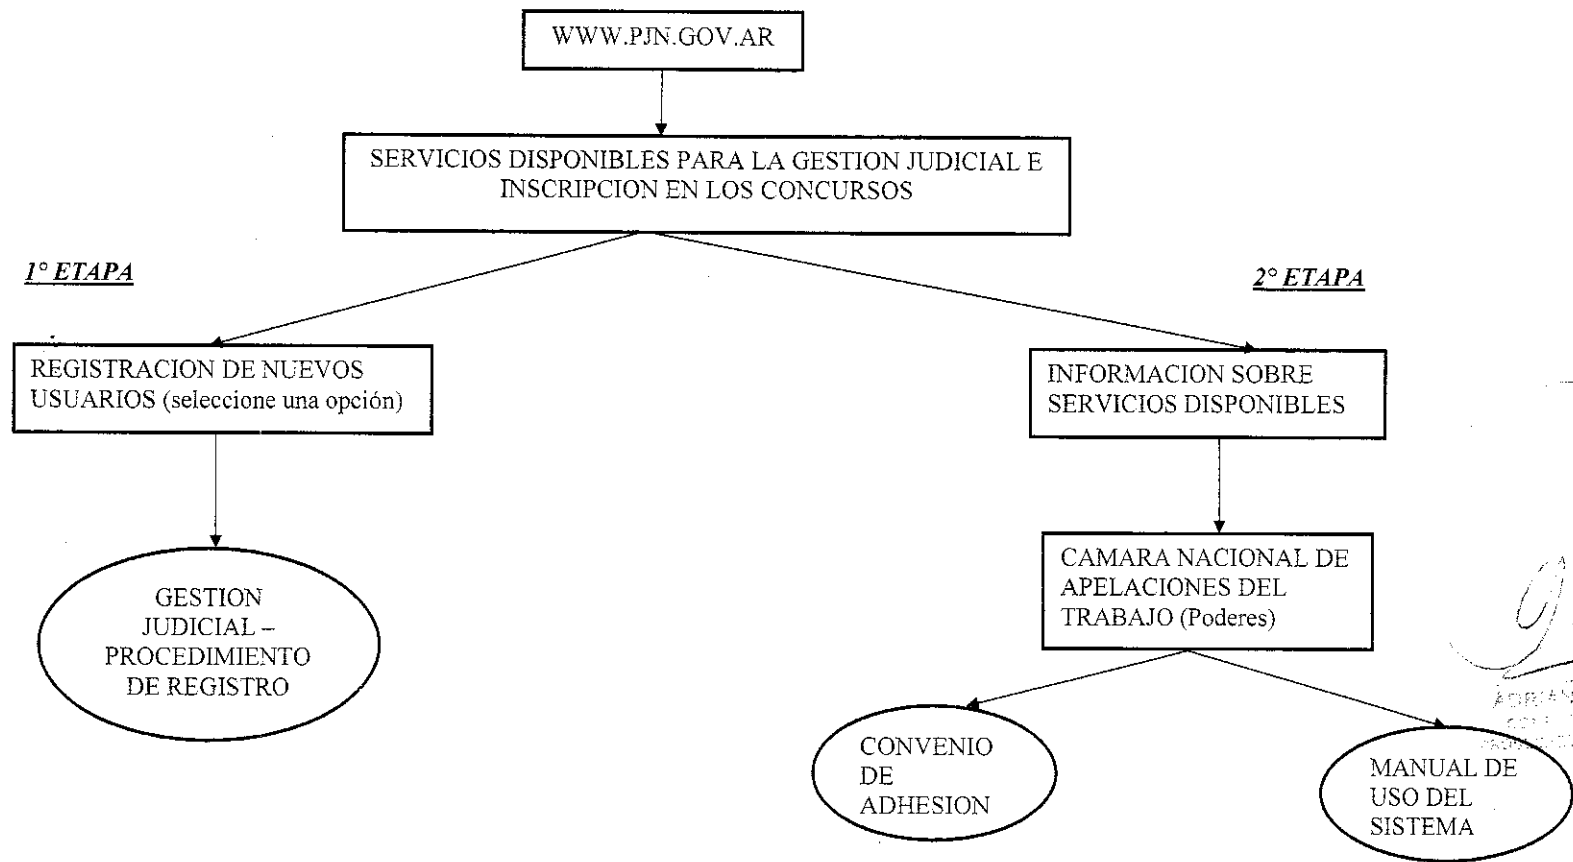 WWW.PJN.GOV.AR
SERVICIOS DISPONIBLES PARA LA GESTION JUDICIAL E
INSCRIPCION EN LOS CONCURSOS
1° ETAPA
2° ETAPA
REGISTRACION DE NUEVOS
USUARIOS (seleccione una opción)
INFORMACION SOBRE
SERVICIOS DISPONIBLES
GESTION
JUDICIAL –
PROCEDIMIENTO
DE REGISTRO
CAMARA NACIONAL DE
APELACIONES DEL
TRABAJO (Poderes)
CONVENIO
DE
ADHESION
MANUAL DE
USO DEL
SISTEMA